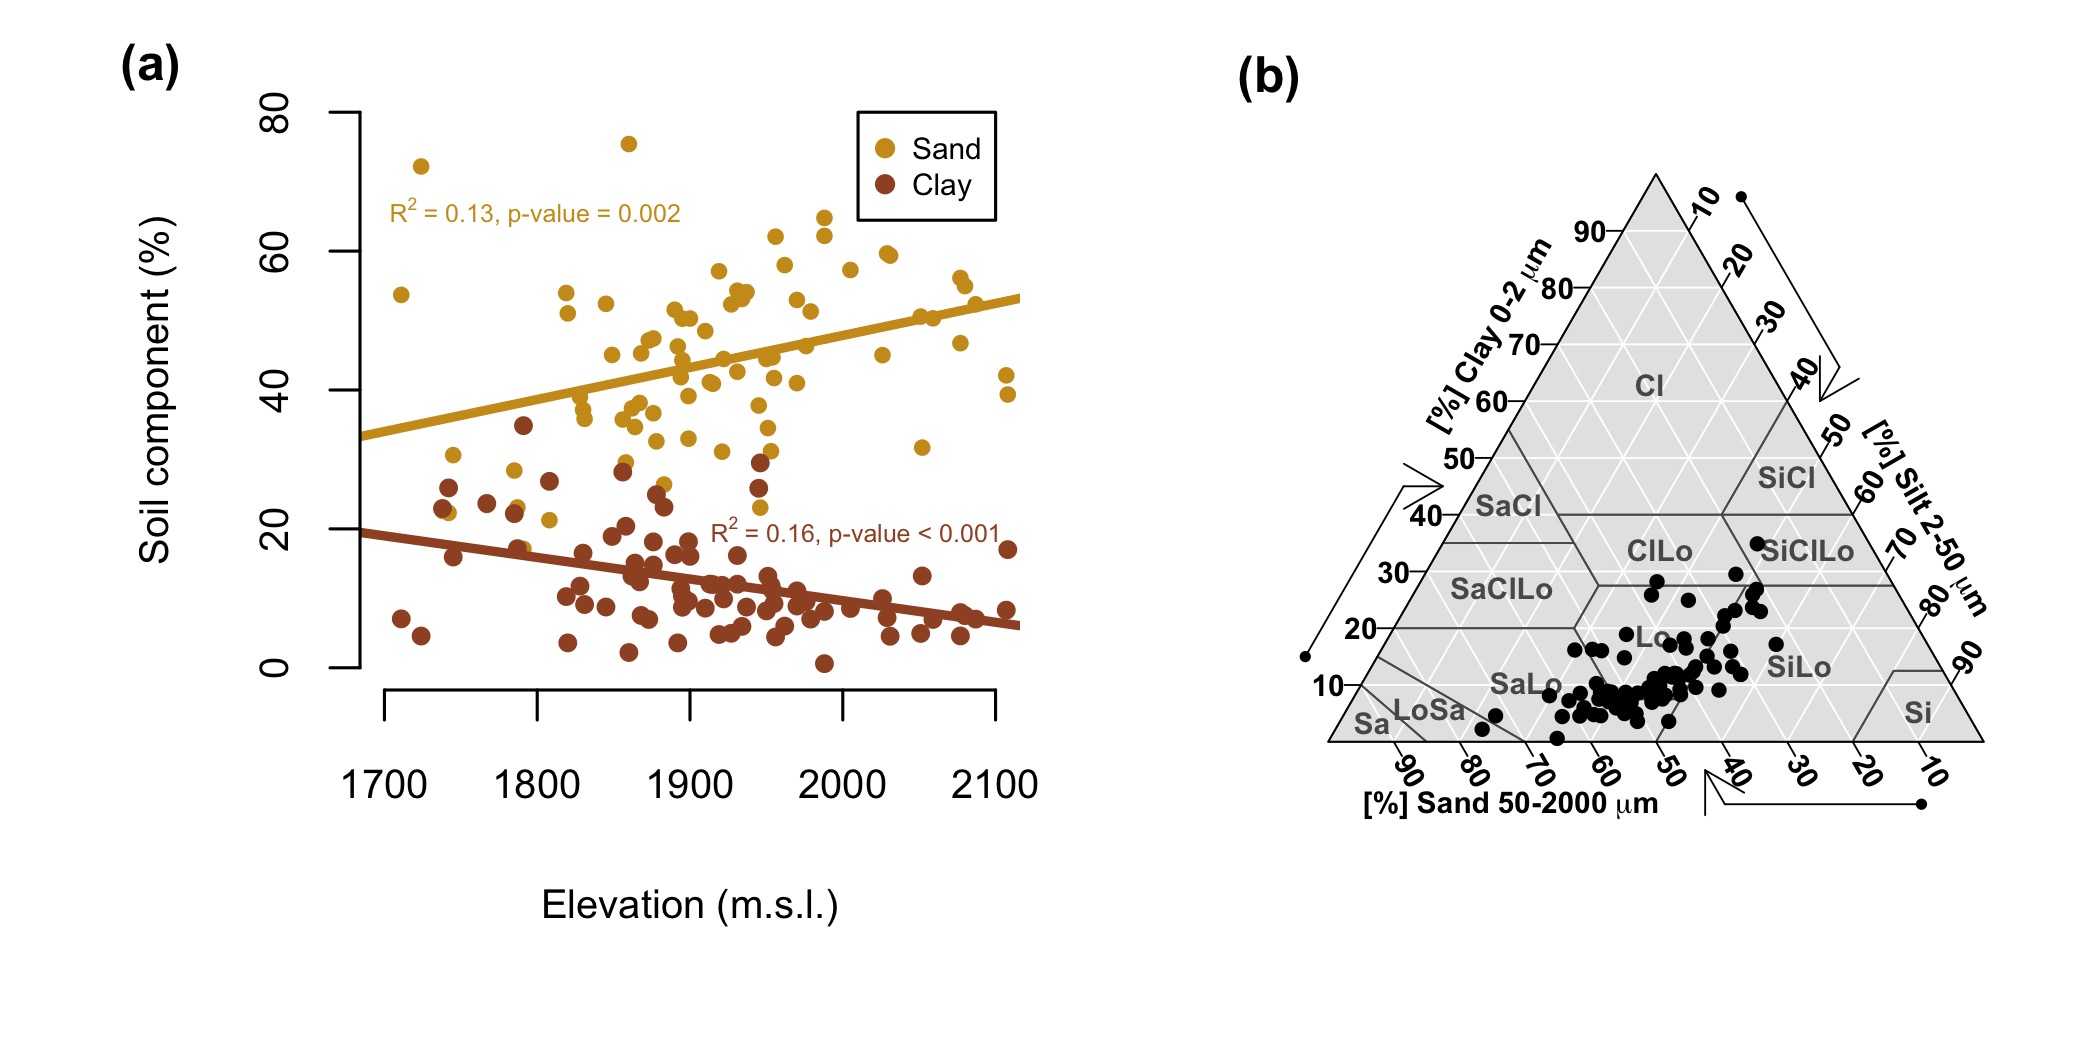 (a)
80
60
40
20
0
Soil component (%)
Sand
Clay
R2 = 0.13, p-value = 0.002
R2 = 0.16, p-value < 0.001
1700 1800 1900 2000 2100
Elevation (m.s.l.)
(b)
90
80
70
60
50
40
30
20
10
[%] Clay 0-2 μm
10
20
30
40
50
60
70
80
90
[%] Silt 2-50 μm
Cl
SiCl
SaCl
ClLo
SiClLo
SaClLo
Lo
SiLo
SaLo
LoSa
Sa
Si
90 80 70 60 50 40 30 20 10
[%] Sand 50-2000 μm